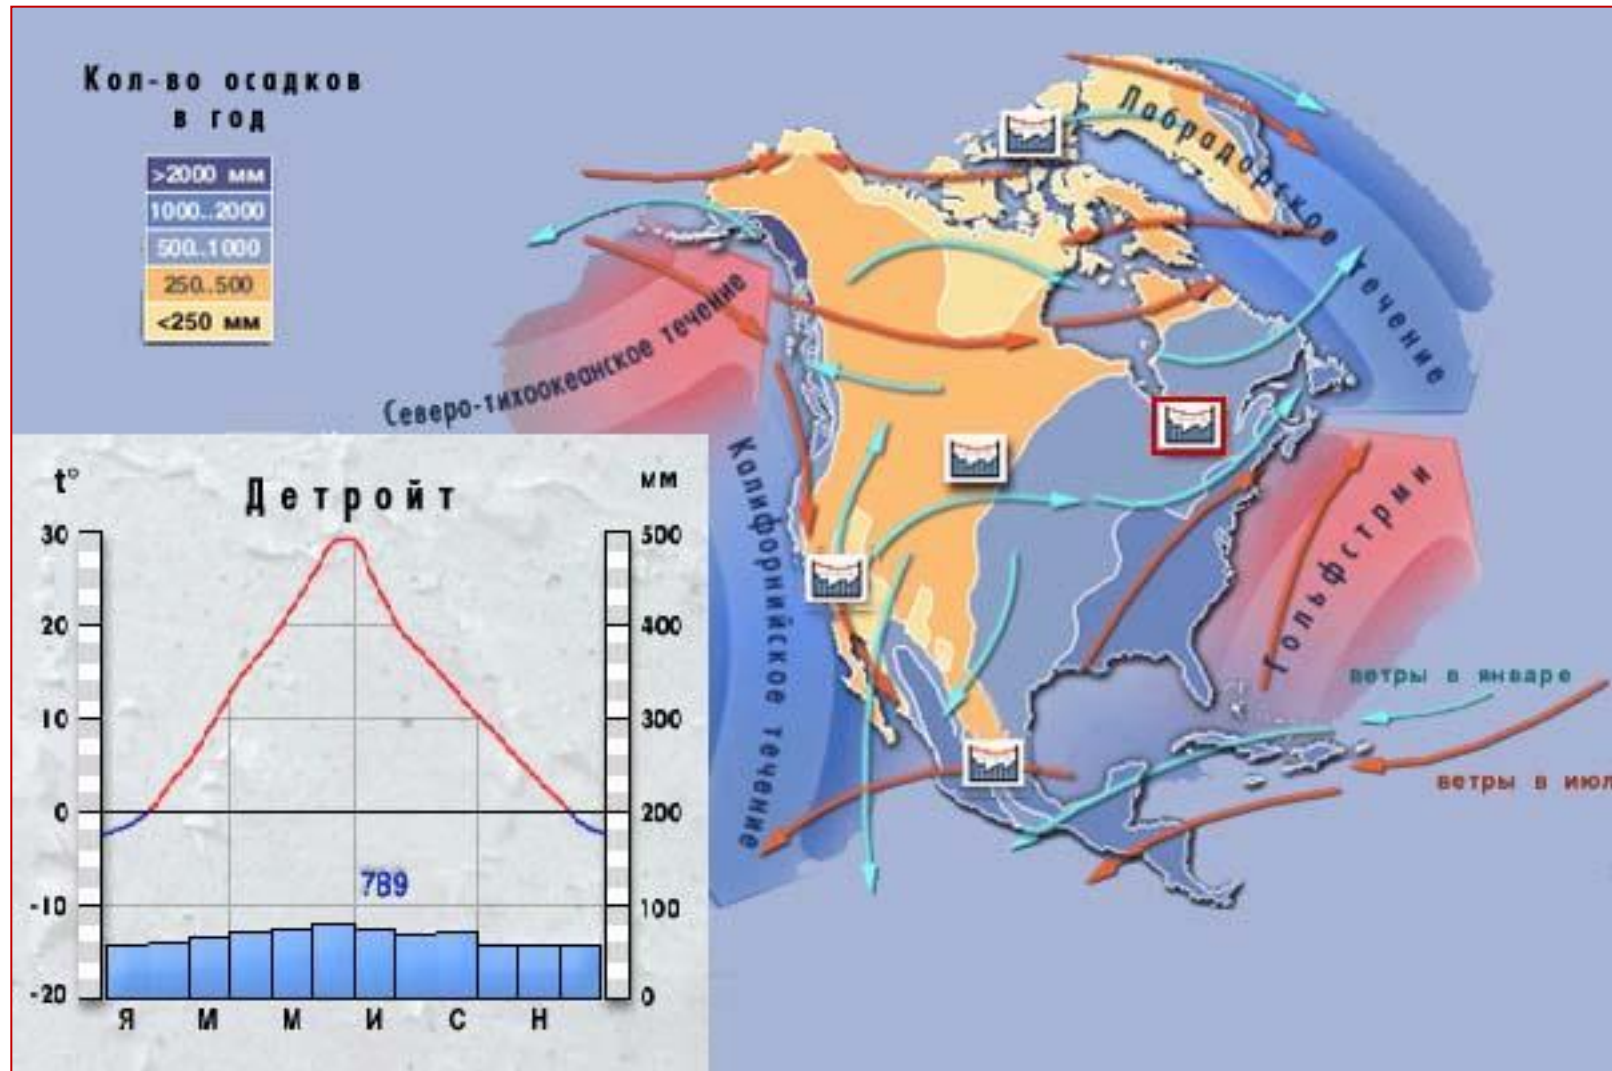 Кол-во осадков
в год
>2000 мм
1000..2000
500..1000
250..500
<250 мм
Лабрадорское течение
Северо-тихоокеанское течение
Калифорнийское течение
Гольфстрми
ветры в январе
ветры в июл
t°
Детройт
мм
30
20
10
0
-10
-20
500
400
300
200
100
0
789
Я М М И С Н